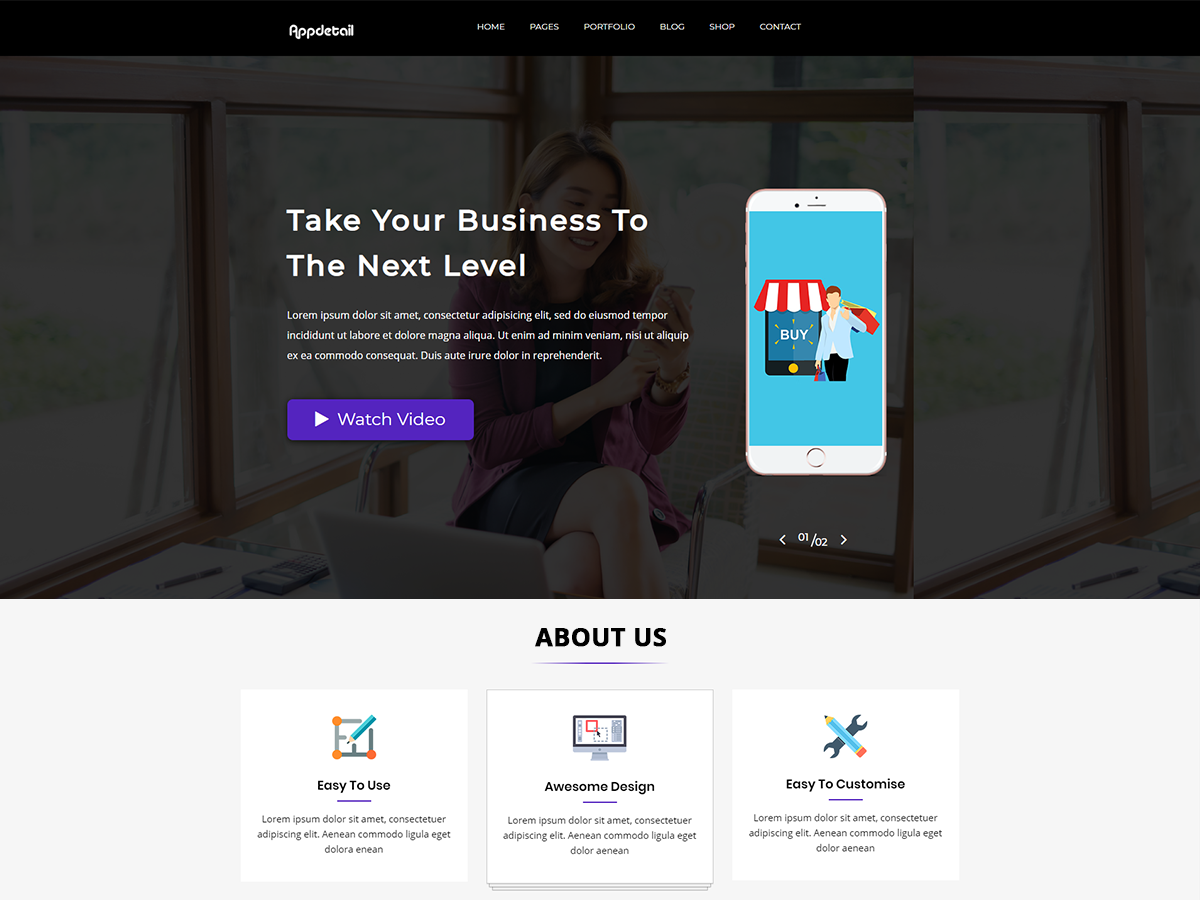 Appdetail
HOME PAGES PORTFOLIO BLOG SHOP CONTACT
Take Your Business To
The Next Level
Lorem ipsum dolor sit amet, consectetur adipisicing elit, sed do eiusmod tempor
incididunt ut labore et dolore magna aliqua. Ut enim ad minim veniam, nisi ut aliquip
ex ea commodo consequat. Duis aute irure dolor in reprehenderit.
Watch Video
BUY
01/02
ABOUT US
Easy To Use
Lorem ipsum dolor sit amet, consectetuer
adipiscing elit. Aenean commodo ligula eget
dolora enean
Awesome Design
Lorem ipsum dolor sit amet, consectetuer
adipiscing elit. Aenean commodo ligula eget
dolor aenean
Easy To Customise
Lorem ipsum dolor sit amet, consectetuer
adipiscing elit. Aenean commodo ligula eget
dolor aenean